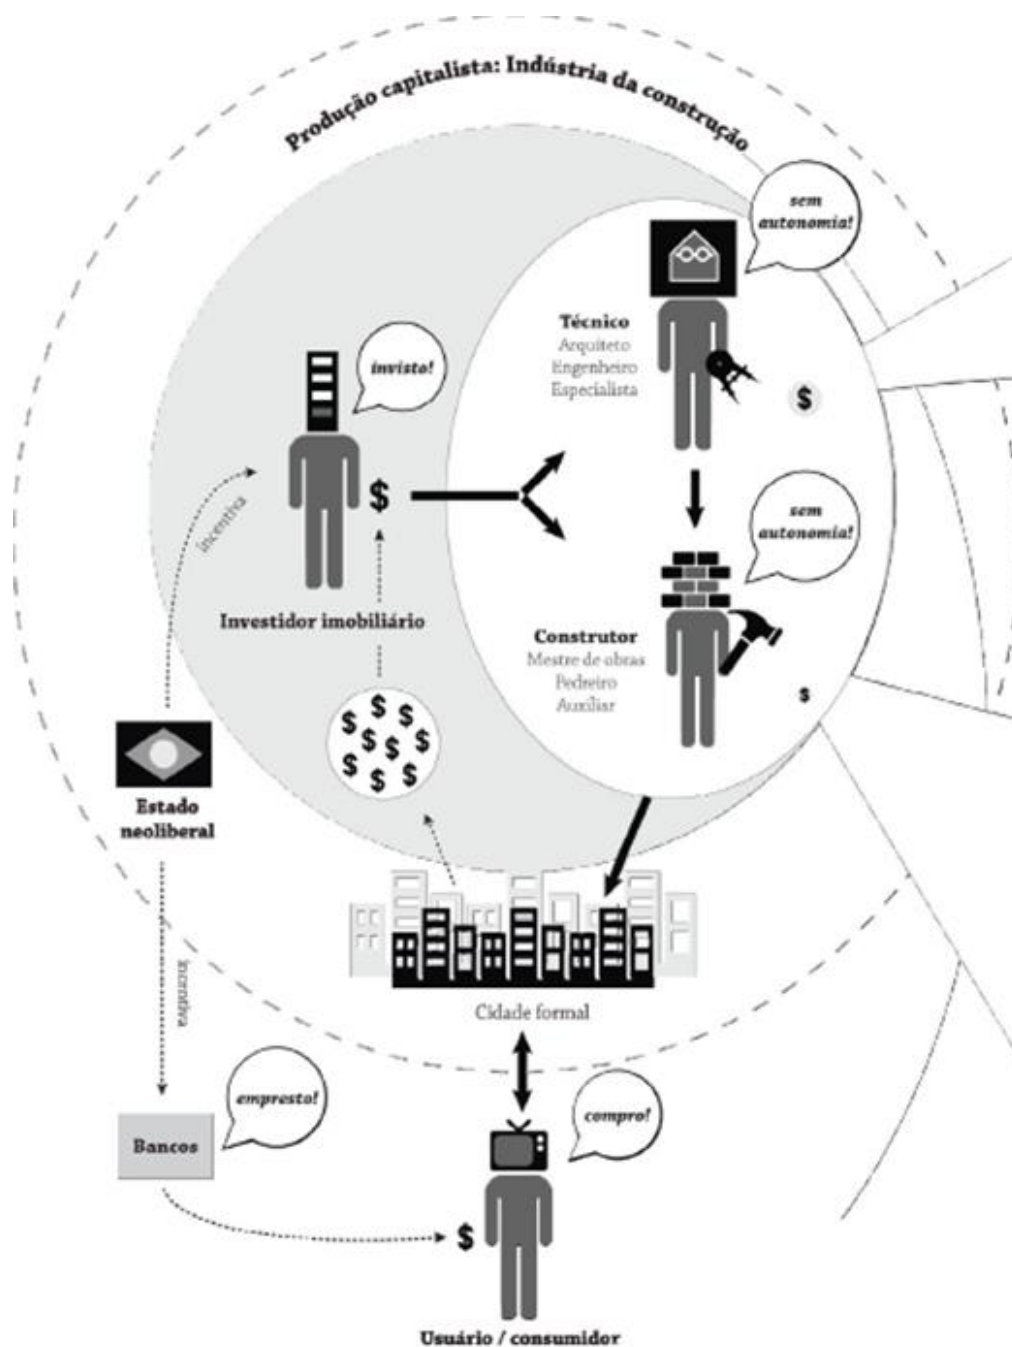 Produção capitalista: Indústria da construção
sem
autonomia!
Técnico
Arquiteto
Engenheiro
Especialista
$
invisto!
$
incentiva
Investidor imobiliário
sem
autonomia!
Construtor
Mestre de obras
Pedreiro
Auxiliar
$
$ $ $ $ $ $ $ $ $
Estado
neoliberal
incentiva
Cidade formal
empresto!
Bancos
compro!
$
Usuário / consumidor